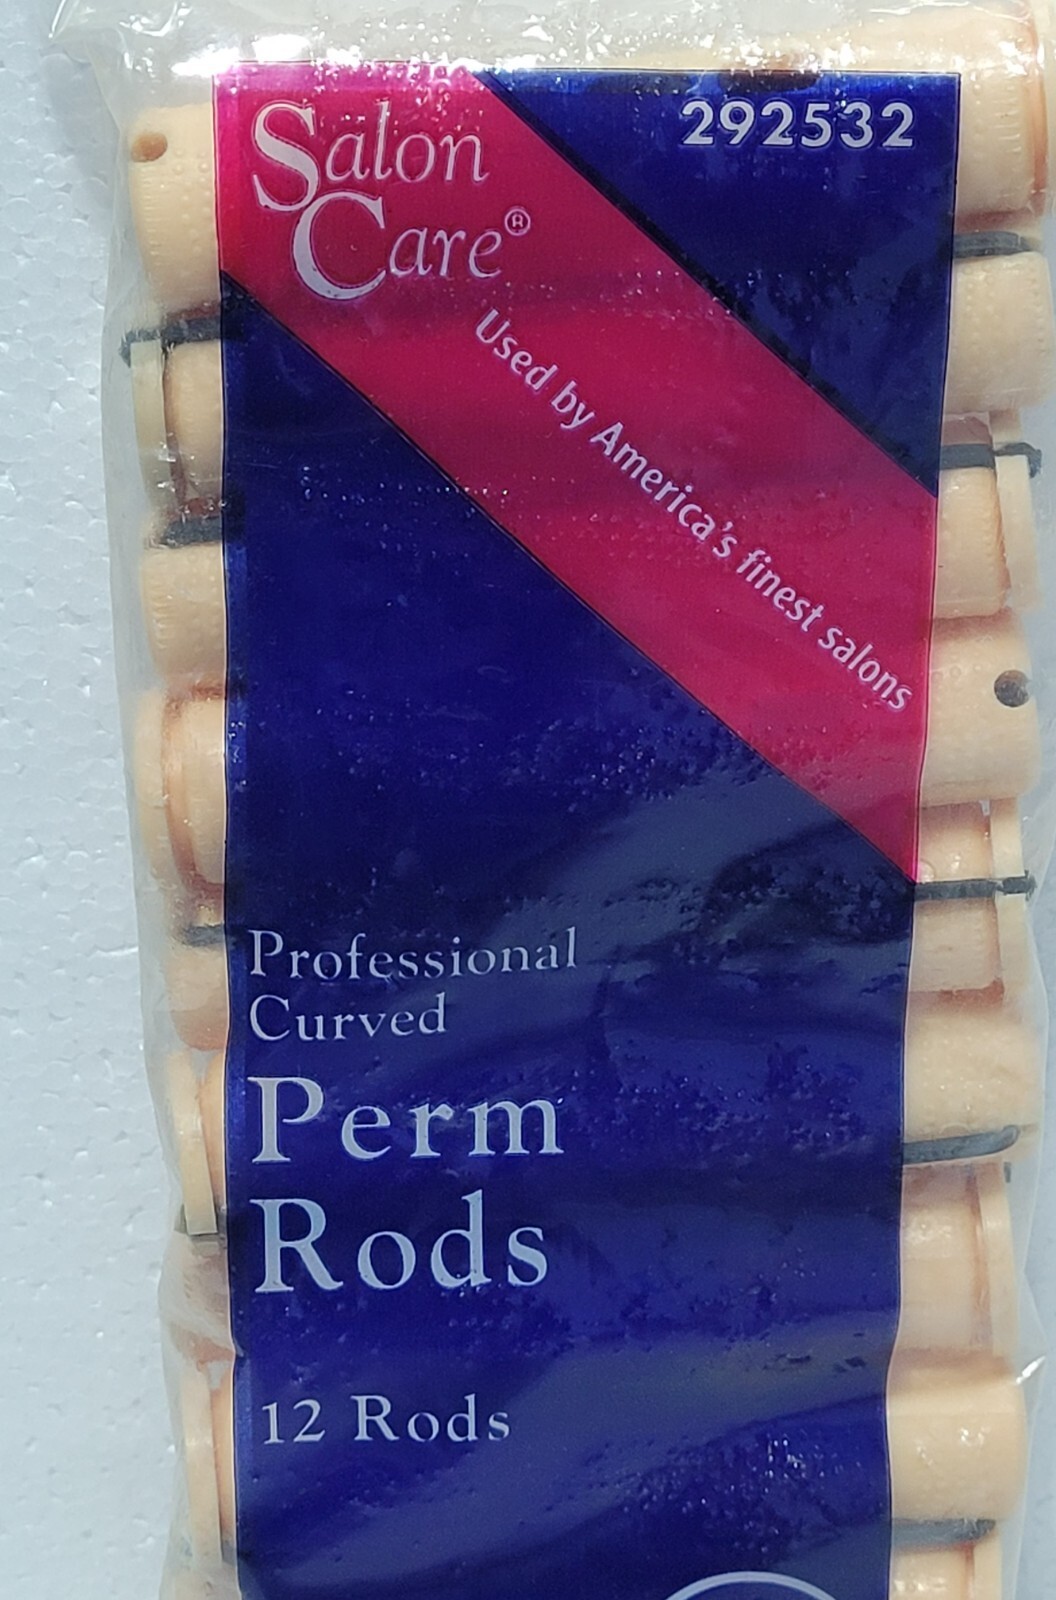 Salon
Care®
292532
Used by America's finest salons
Professional
Curved
Perm
Rods
12 Rods